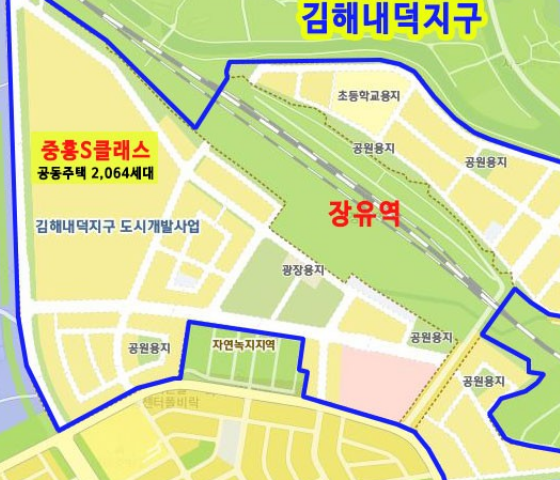 김해내덕지구
초등학교용지
공원용지
공원용지
중흥S클래스
공동주택 2,064세대
장유역
김해내덕지구 도시개발사업
광장용지
공원용지
자연녹지지역
공원용지
공원용지
센터폴비락